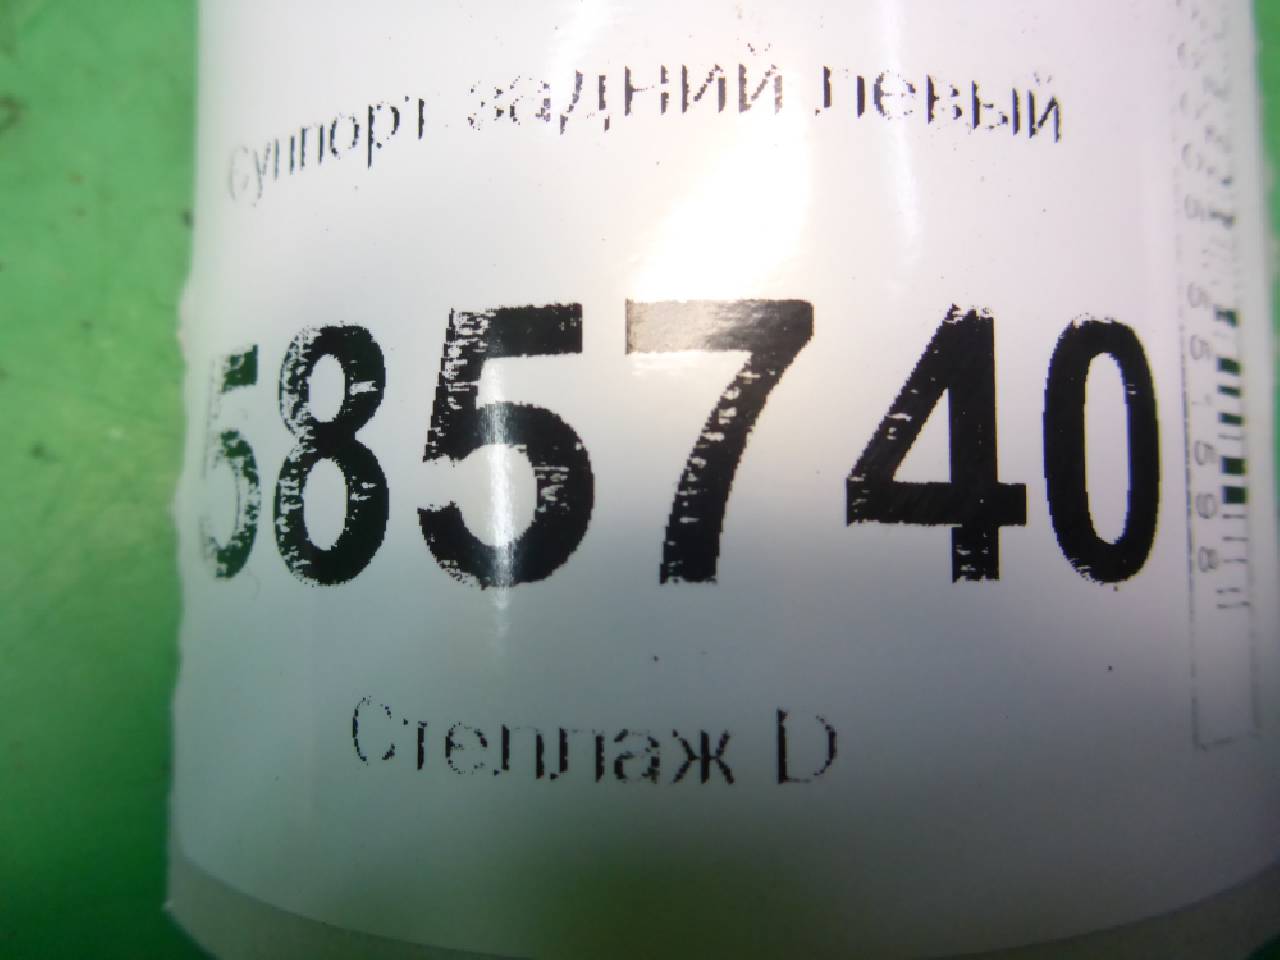 суппорт задний левый
585740
Стеллаж D